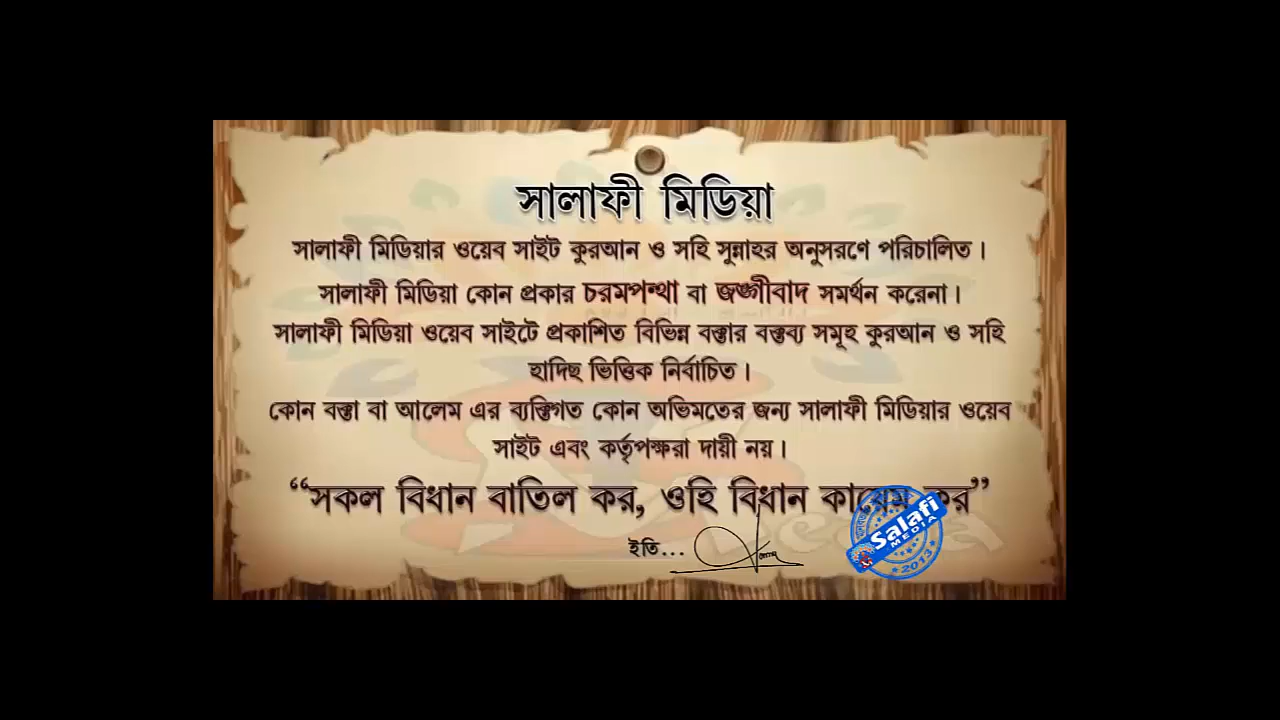 সালাফী মিডিয়া
সালাফী মিডিয়ার ওয়েব সাইট কুরআন ও সহি সুন্নাহর অনুসরণে পরিচালিত।
সালাফী মিডিয়া কোন প্রকার চরমপন্থা বা জঙ্গীবাদ সমর্থন করেনা।
সালাফী মিডিয়া ওয়েব সাইটে প্রকাশিত বিভিন্ন বক্তার বক্তব্য সমূহ কুরআন ও সহি
হাদিছ ভিত্তিক নির্বাচিত।
কোন বক্তা বা আলেম এর ব্যক্তিগত কোন অভিমতের জন্য সালাফী মিডিয়ার ওয়েব
সাইট এবং কর্তৃপক্ষরা দায়ী নয়।
“সকল বিধান বাতিল কর, ওহি বিধান কায়েম কর”
ইতি...
Salafi
MEDIA
2013